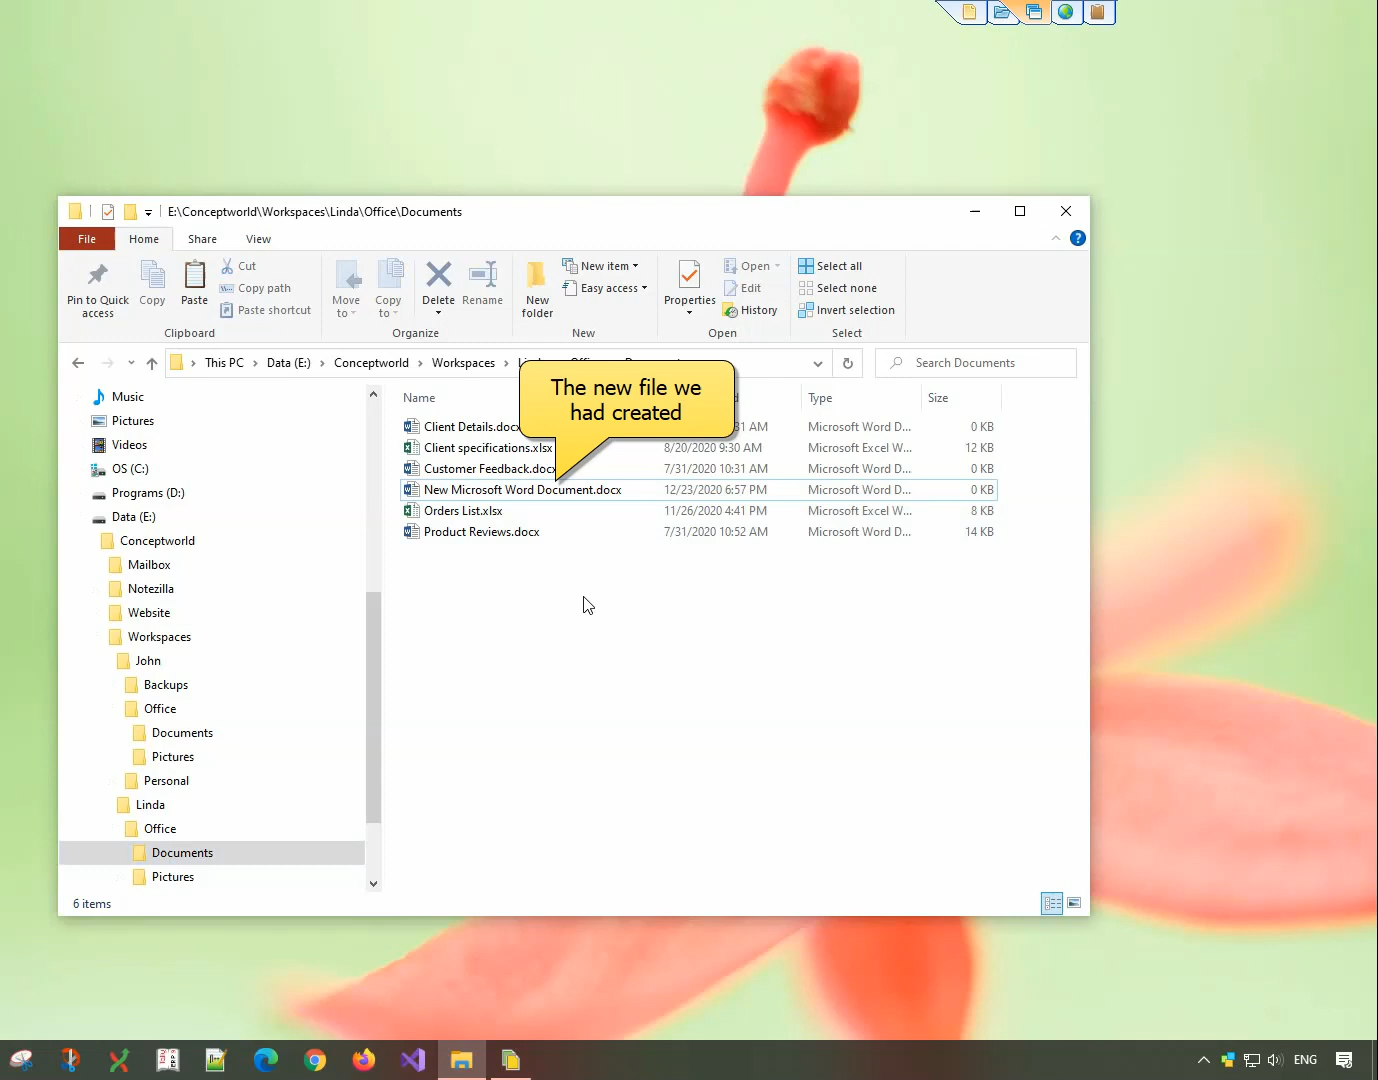 E:\Conceptworld\Workspaces\Linda\Office\Documents
File Home Share View
Pin to Quick access
Copy
Paste
Cut
Copy path
Paste shortcut
Clipboard
Move to
Copy to
Delete
Rename
Organize
New folder
New item
Easy access
New
Properties
Open
Edit
History
Open
Select all
Select none
Invert selection
Select
This PC > Data (E:) > Conceptworld > Workspaces >
Search Documents
The new file we
had created
Music
Pictures
Videos
OS (C:)
Programs (D:)
Data (E:)
Conceptworld
Mailbox
Notezilla
Website
Workspaces
John
Backups
Office
Documents
Pictures
Personal
Linda
Office
Documents
Pictures
Name Type Size
Client Details.docx 31 AM Microsoft Word D... 0 KB
Client specifications.xlsx 8/20/2020 9:30 AM Microsoft Excel W... 12 KB
Customer Feedback.docx 7/31/2020 10:31 AM Microsoft Word D... 0 KB
New Microsoft Word Document.docx 12/23/2020 6:57 PM Microsoft Word D... 0 KB
Orders List.xlsx 11/26/2020 4:41 PM Microsoft Excel W... 8 KB
Product Reviews.docx 7/31/2020 10:52 AM Microsoft Word D... 14 KB
6 items
ENG